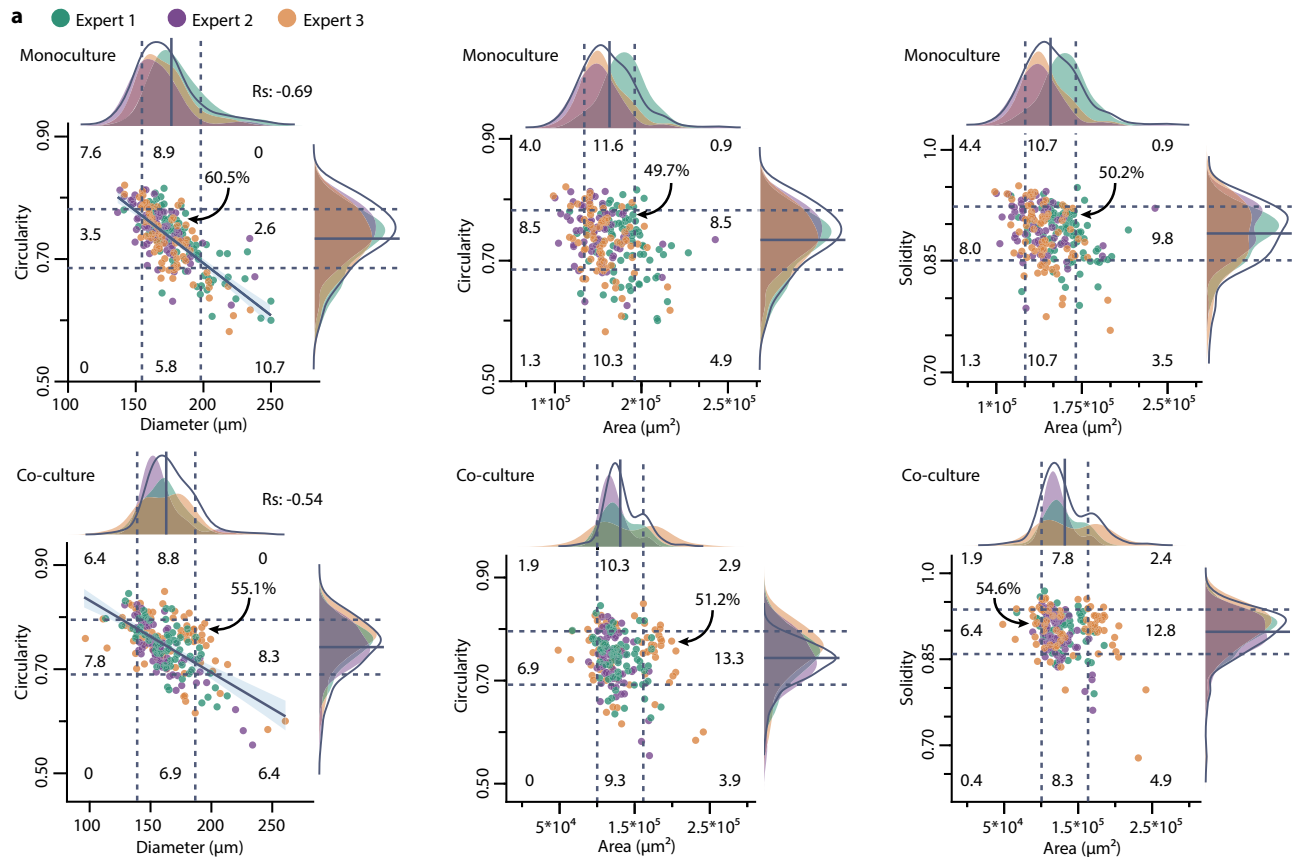 a
Expert 1 Expert 2 Expert 3
Monoculture
Rs: -0.69
7.6 8.9 0
60.5%
3.5 2.6
0 5.8 10.7
0.90
0.70
0.50
Circularity
100 150 200 250
Diameter (µm)
Monoculture
4.0 11.6 0.9
49.7%
8.5 8.5
1.3 10.3 4.9
0.90
0.70
0.50
Circularity
1*10⁵ 2*10⁵ 2.5*10⁵
Area (µm²)
Monoculture
4.4 10.7 0.9
50.2%
8.0 9.8
1.3 10.7 3.5
1.0
0.85
0.70
Solidity
1*10⁵ 1.75*10⁵ 2.5*10⁵
Area (µm²)
Co-culture
Rs: -0.54
6.4 8.8 0
55.1%
7.8 8.3
0 6.9 6.4
0.90
0.70
0.50
Circularity
100 150 200 250
Diameter (µm)
Co-culture
1.9 10.3 2.9
51.2%
6.9 13.3
0 9.3 3.9
0.90
0.70
0.50
Circularity
5*10⁴ 1.5*10⁵ 2.5*10⁵
Area (µm²)
Co-culture
1.9 7.8 2.4
54.6%
6.4 12.8
0.4 8.3 4.9
1.0
0.85
0.70
Solidity
5*10⁴ 1.5*10⁵ 2.5*10⁵
Area (µm²)